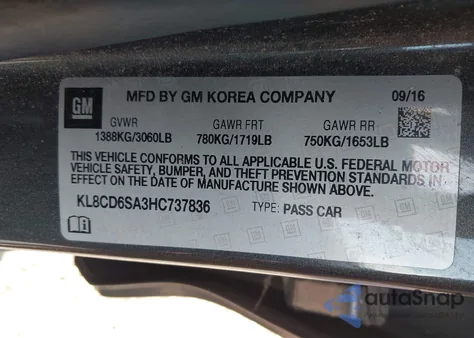 GM
MFD BY GM KOREA COMPANY 09/16
GVWR GAWR FRT GAWR RR
1388KG/3060LB 780KG/1719LB 750KG/1653LB
THIS VEHICLE CONFORMS TO ALL APPLICABLE U.S. FEDERAL MOTOR
VEHICLE SAFETY, BUMPER, AND THEFT PREVENTION STANDARDS IN
EFFECT ON THE DATE OF MANUFACTURE SHOWN ABOVE.
KL8CD6SA3HC737836 TYPE: PASS CAR
autoSnap